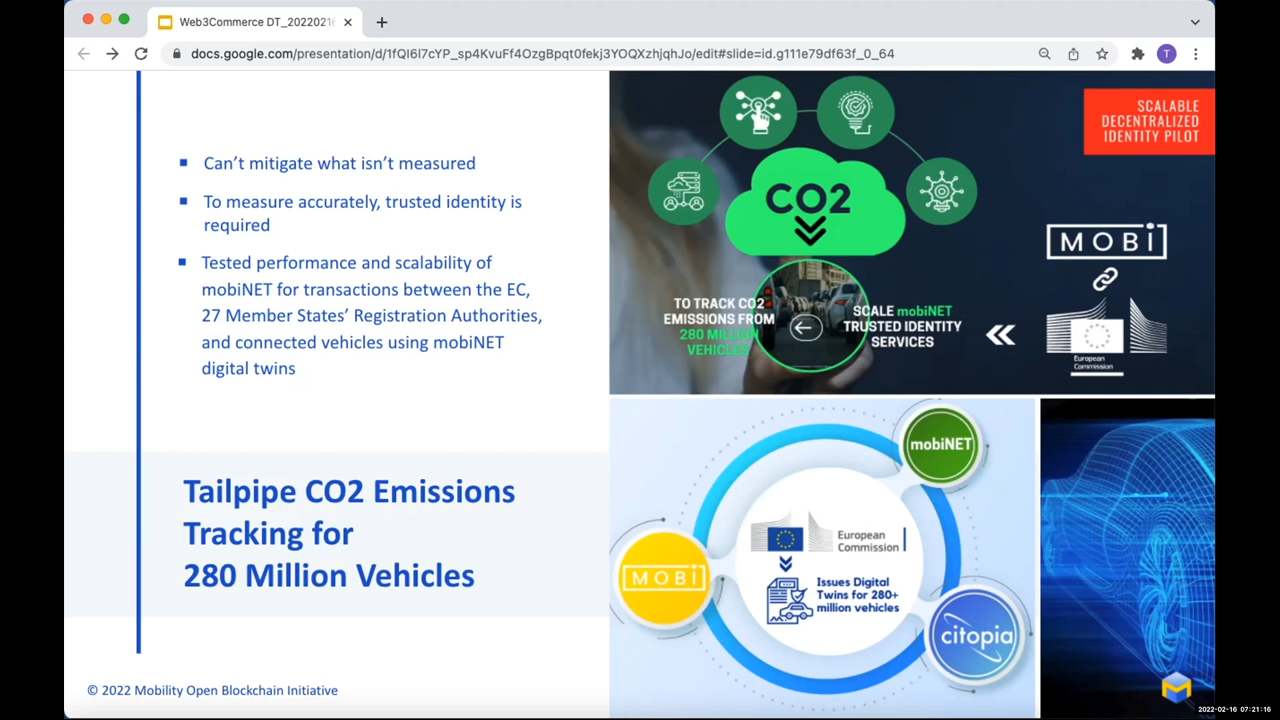 Web3Commerce DT_2022021
docs.google.com/presentation/d/1fQI6l7cYP_sp4KvuFf4OzgBpqt0fekj3YOQXzhjqhJo/edit#slide=id.g111e79df63f_0_64
T
▪ Can’t mitigate what isn’t measured
▪ To measure accurately, trusted identity is
required
▪ Tested performance and scalability of
mobiNET for transactions between the EC,
27 Member States’ Registration Authorities,
and connected vehicles using mobiNET
digital twins
Tailpipe CO2 Emissions
Tracking for
280 Million Vehicles
© 2022 Mobility Open Blockchain Initiative
SCALABLE
DECENTRALIZED
IDENTITY PILOT
CO2
MOBI
TO TRACK CO2
EMISSIONS FROM
280 MILLION
VEHICLES
SCALE mobiNET
TRUSTED IDENTITY
SERVICES
European
Commission
mobiNET
MOBI
European
Commission
Issues Digital
Twins for 280+
million vehicles
citopia
2022-02-16 07:21:16